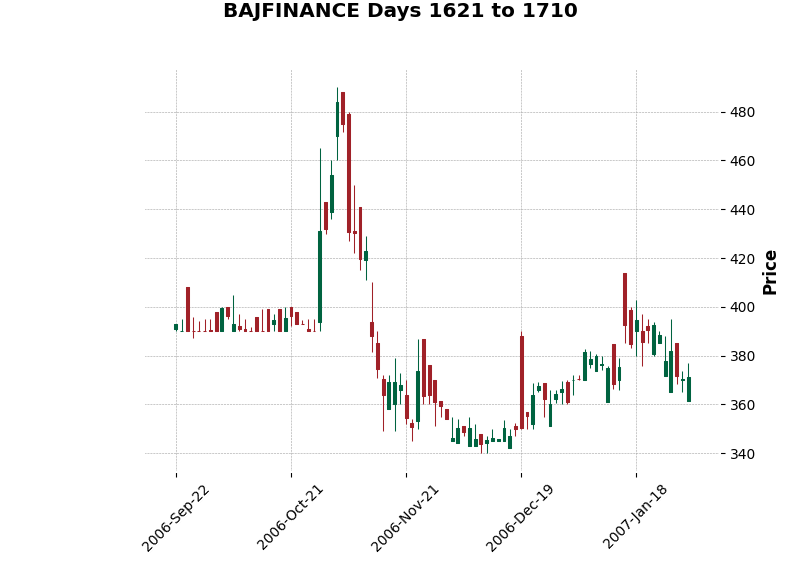 BAJFINANCE Days 1621 to 1710
480
460
440
420
400
380
360
340
Price
2006-Sep-22
2006-Oct-21
2006-Nov-21
2006-Dec-19
2007-Jan-18